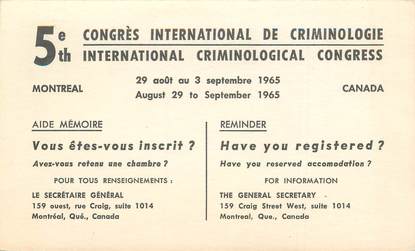 5e CONGRÈS INTERNATIONAL DE CRIMINOLOGIE
5th INTERNATIONAL CRIMINOLOGICAL CONGRESS
29 août au 3 septembre 1965
MONTREAL CANADA
August 29 to September 1965
AIDE MÉMOIRE
Vous êtes-vous inscrit ?
Avez-vous retenu une chambre ?
POUR TOUS RENSEIGNEMENTS :
LE SECRÉTAIRE GÉNÉRAL
159 ouest, rue Craig, suite 1014
Montréal, Qué., Canada
REMINDER
Have you registered ?
Have you reserved accomodation ?
FOR INFORMATION
THE GENERAL SECRETARY
159 Craig Street West, suite 1014
Montreal, Que., Canada